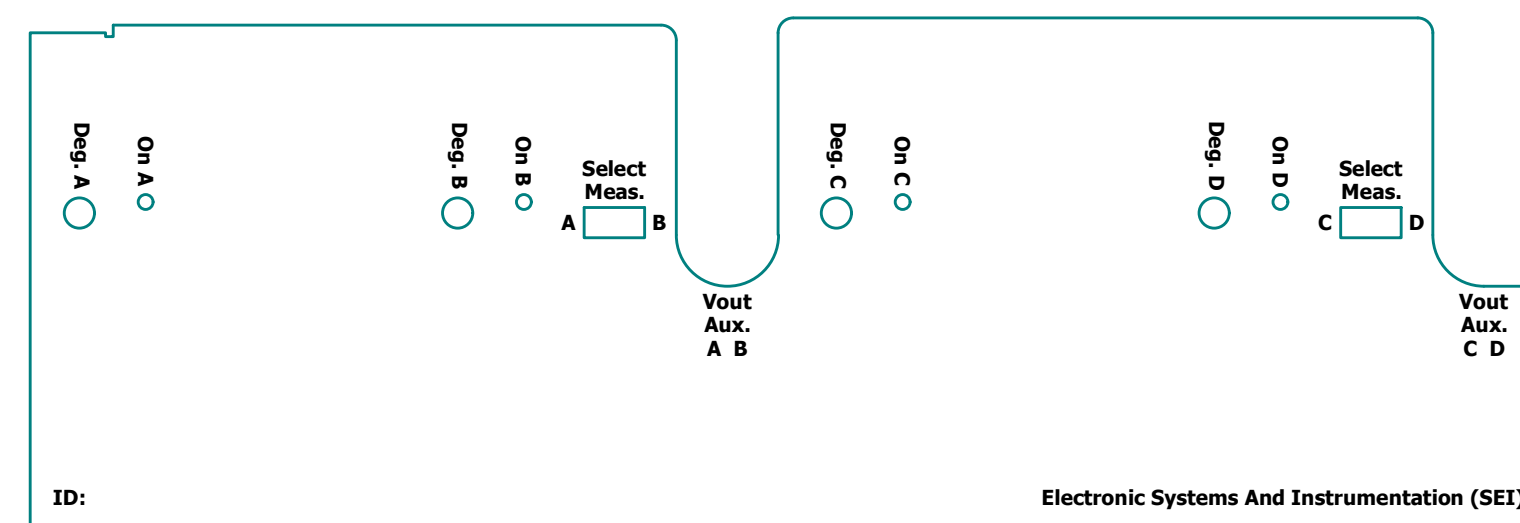 Deg. A
On A
Deg. B
On B
Select
Meas.
A B
Deg. C
On C
Deg. D
On D
Select
Meas.
C D
Vout
Aux.
A B
Vout
Aux.
C D
ID:
Electronic Systems And Instrumentation (SEI)